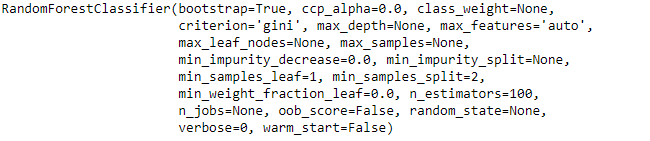 RandomForestClassifier(bootstrap=True, ccp_alpha=0.0, class_weight=None,
criterion='gini', max_depth=None, max_features='auto',
max_leaf_nodes=None, max_samples=None,
min_impurity_decrease=0.0, min_impurity_split=None,
min_samples_leaf=1, min_samples_split=2,
min_weight_fraction_leaf=0.0, n_estimators=100,
n_jobs=None, oob_score=False, random_state=None,
verbose=0, warm_start=False)